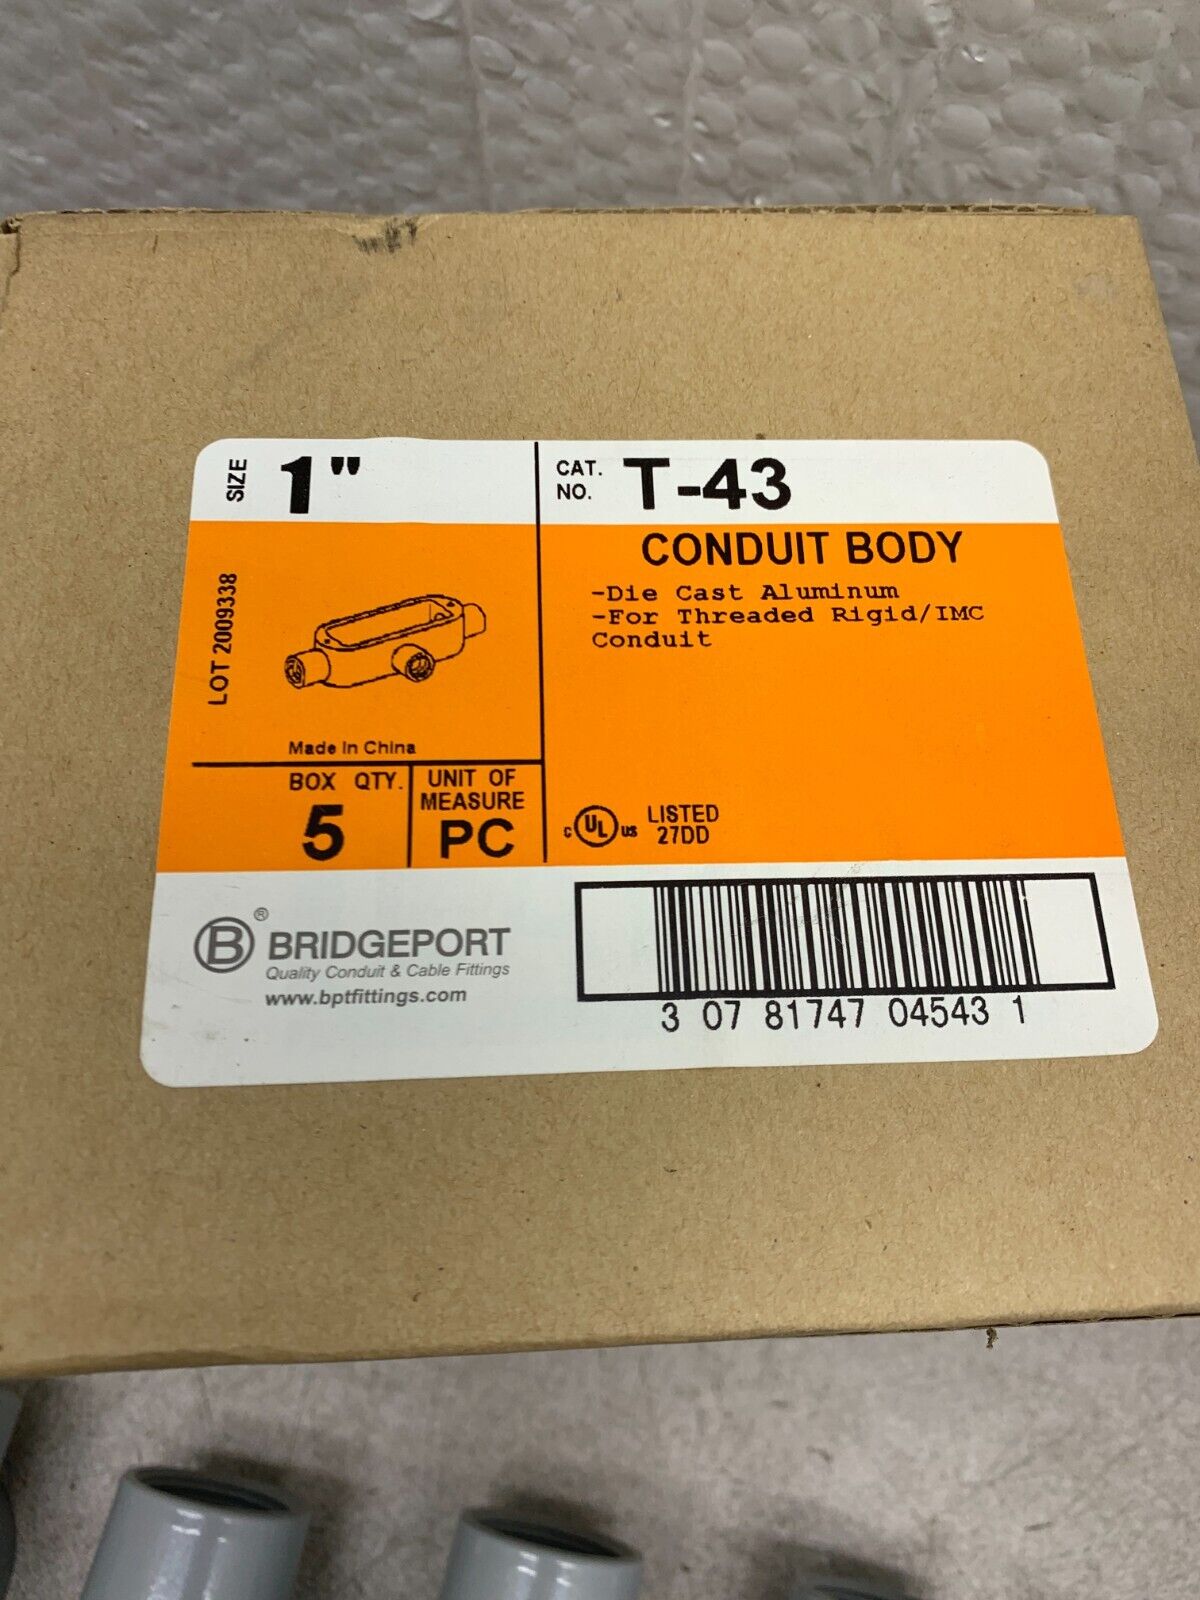 SIZE 1"
CAT. NO. T-43
CONDUIT BODY
-Die Cast Aluminum
-For Threaded Rigid/IMC
Conduit
LOT 2009338
Made In China
BOX QTY.
5
UNIT OF
MEASURE
PC
c UL us LISTED
27DD
B ® BRIDGEPORT
Quality Conduit & Cable Fittings
www.bptfittings.com
3 07 81747 04543 1